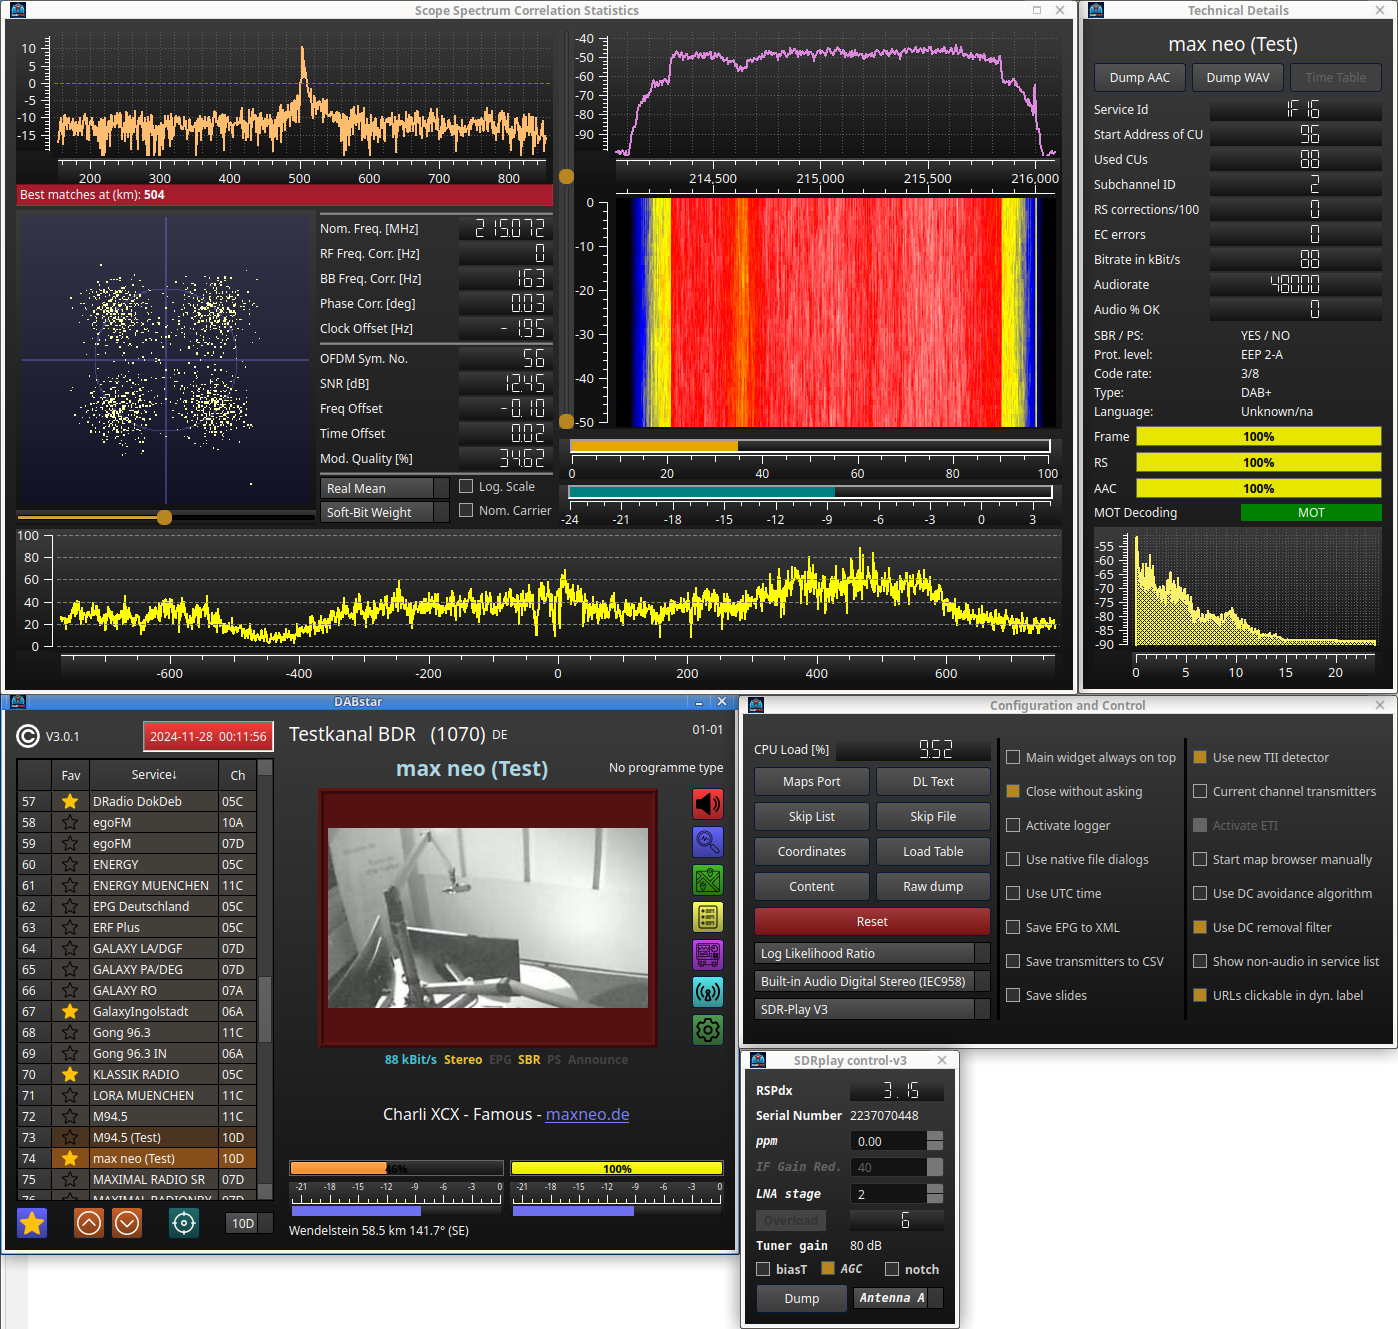 Scope Spectrum Correlation Statistics
10
5
0
-5
-10
-15
200 300 400 500 600 700 800
Best matches at (km): 504
-40
-50
-60
-70
-80
-90
214,500 215,000 215,500 216,000
0
-10
-20
-30
-40
-50
Nom. Freq. [MHz] 215072
RF Freq. Corr. [Hz] 0
BB Freq. Corr. [Hz] 163
Phase Corr. [deg] 0.03
Clock Offset [Hz] -1.95
OFDM Sym. No. 56
SNR [dB] 12.45
Freq Offset -0.10
Time Offset 0.02
Mod. Quality [%] 34.62
Real Mean Log. Scale
Soft-Bit Weight Nom. Carrier
0 20 40 60 80 100
-24 -21 -18 -15 -12 -9 -6 -3 0 3
100
80
60
40
20
0
-600 -400 -200 0 200 400 600
Technical Details
max neo (Test)
Dump AAC Dump WAV Time Table
Service Id 1F16
Start Address of CU 96
Used CUs 88
Subchannel ID 2
RS corrections/100 0
EC errors 0
Bitrate in kBit/s 88
Audiorate 48000
Audio % OK 0
SBR / PS: YES / NO
Prot. level: EEP 2-A
Code rate: 3/8
Type: DAB+
Language: Unknown/na
Frame 100%
RS 100%
AAC 100%
MOT Decoding MOT
-55
-60
-65
-70
-75
-80
-85
-90
0 5 10 15 20
DABstar
© V3.0.1 2024-11-28 00:11:56
Fav Service↓ Ch
57 DRadio DokDeb 05C
58 egoFM 10A
59 egoFM 07D
60 ENERGY 05C
61 ENERGY MUENCHEN 11C
62 EPG Deutschland 05C
63 ERF Plus 05C
64 GALAXY LA/DGF 07D
65 GALAXY PA/DEG 07D
66 GALAXY RO 07A
67 GalaxyIngolstadt 06A
68 Gong 96.3 11C
69 Gong 96.3 IN 06A
70 KLASSIK RADIO 05C
71 LORA MUENCHEN 11C
72 M94.5 11C
73 M94.5 (Test) 10D
74 max neo (Test) 10D
75 MAXIMAL RADIO SR 07D
76 MAXIMAL RADIONRY 07D
10D
Testkanal BDR (1070) DE 01-01
max neo (Test) No programme type
88 kBit/s Stereo EPG SBR PS Announce
Charli XCX - Famous - maxneo.de
46% 100%
-21 -18 -15 -12 -9 -6 -3 0 -21 -18 -15 -12 -9 -6 -3 0
Wendelstein 58.5 km 141.7° (SE)
Configuration and Control
CPU Load [%] 9.52
Maps Port DL Text
Skip List Skip File
Coordinates Load Table
Content Raw dump
Reset
Log Likelihood Ratio
Built-in Audio Digital Stereo (IEC958)
SDR-Play V3
Main widget always on top
Close without asking
Activate logger
Use native file dialogs
Use UTC time
Save EPG to XML
Save transmitters to CSV
Save slides
Use new TII detector
Current channel transmitters
Activate ETI
Start map browser manually
Use DC avoidance algorithm
Use DC removal filter
Show non-audio in service list
URLs clickable in dyn. label
SDRplay control-v3
RSPdx 3.15
Serial Number 2237070448
ppm 0.00
IF Gain Red. 40
LNA stage 2
Overload 6
Tuner gain 80 dB
biasT AGC notch
Dump Antenna A